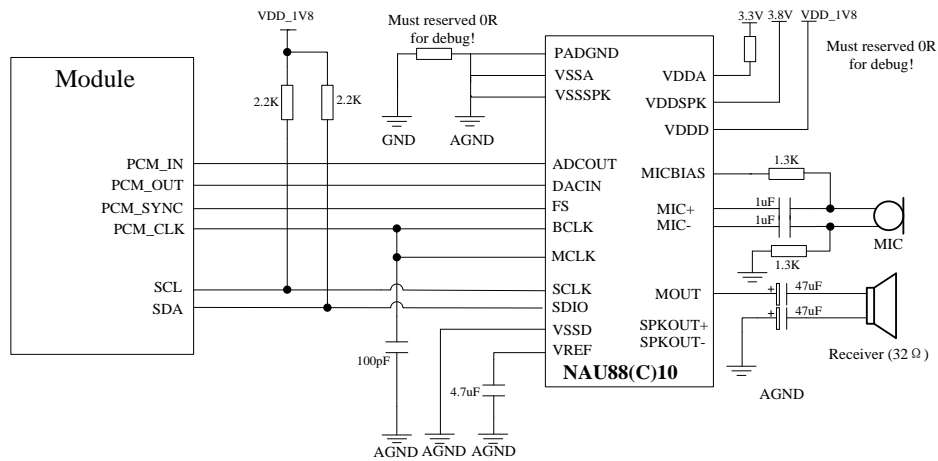 VDD_1V8
Must reserved 0R
for debug!
3.3V 3.8V VDD_1V8
Must reserved 0R
for debug!
Module
2.2K
2.2K
GND
AGND
PADGND
VSSA
VSSSPK
VDDA
VDDSPK
VDDD
PCM_IN
PCM_OUT
PCM_SYNC
PCM_CLK
SCL
SDA
ADCOUT
DACIN
FS
BCLK
MCLK
SCLK
SDIO
VSSD
VREF
MICBIAS
MIC+
MIC-
MOUT
SPKOUT+
SPKOUT-
NAU88(C)10
1.3K
1uF
1uF
1.3K
MIC
+ 47uF
+ 47uF
Receiver (32Ω)
AGND
100pF
4.7uF
AGND
AGND
AGND